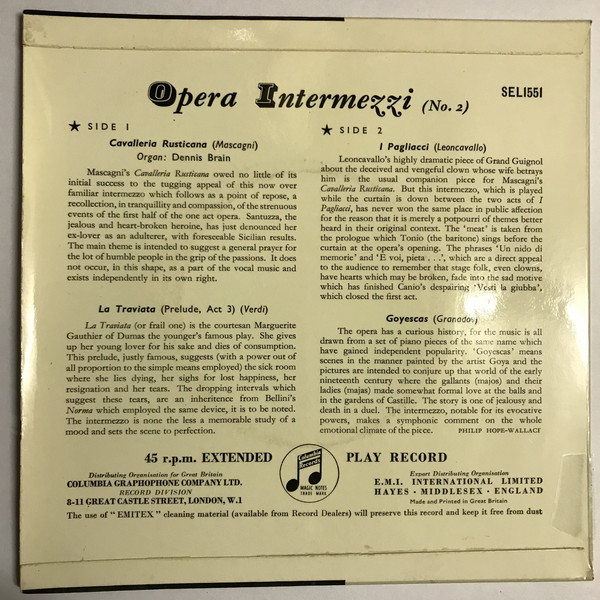 Opera Intermezzi (No. 2)
SEL1551
★ SIDE 1
Cavalleria Rusticana (Mascagni)
Organ: Dennis Brain
Mascagni's Cavalleria Rusticana owed no little of its
initial success to the tugging appeal of this now over
familiar intermezzo which follows as a point of repose, a
recollection, in tranquillity and compassion, of the strenuous
events of the first half of the one act opera. Santuzza, the
jealous and heart-broken heroine, has just denounced her
ex-lover as an adulterer, with foreseeable Sicilian results.
The main theme is intended to suggest a general prayer for
the lot of humble people in the grip of the passions. It does
not occur, in this shape, as a part of the vocal music and
exists independently in its own right.
La Traviata (Prelude, Act 3) (Verdi)
La Traviata (or frail one) is the courtesan Marguerite
Gauthier of Dumas the younger's famous play. She gives
up her young lover for his sake and dies of consumption.
This prelude, justly famous, suggests (with a power out of
all proportion to the simple means employed) the sick room
where she lies dying, her sighs for lost happiness, her
resignation and her tears. The dropping intervals which
suggest these tears, are an inheritence from Bellini's
Norma which employed the same device, it is to be noted.
The intermezzo is none the less a memorable study of a
mood and sets the scene to perfection.
★ SIDE 2
I Pagliacci (Leoncavallo)
Leoncavallo's highly dramatic piece of Grand Guignol
about the deceived and vengeful clown whose wife betrays
him is the usual companion piece for Mascagni's
Cavalleria Rusticana. But this intermezzo, which is played
while the curtain is down between the two acts of I
Pagliacci, has never won the same place in public affection
for the reason that it is merely a potpourri of themes better
heard in their original context. The 'meat' is taken from
the prologue which Tonio (the baritone) sings before the
curtain at the opera's opening. The phrases 'Un nido di
memorie' and 'E voi, pieta . . .', which are a direct appeal
to the audience to remember that stage folk, even clowns,
have hearts which may be broken, fade into the sad motive
which has finished Canio's despairing 'Vesti la giubba',
which closed the first act.
Goyescas (Granados)
The opera has a curious history, for the music is all
drawn from a set of piano pieces of the same name which
have gained independent popularity. 'Goyescas' means
scenes in the manner painted by the artist Goya and the
pictures are intended to conjure up that world of the early
nineteenth century where the gallants (majos) and their
ladies (majas) made somewhat formal love at the balls and
in the gardens of Castille. The story is one of jealousy and
death in a duel. The intermezzo, notable for its evocative
powers, makes a symphonic comment on the whole
emotional climate of the piece. PHILIP HOPE-WALLACE
45 r.p.m. EXTENDED PLAY RECORD
Columbia
Records
MAGIC NOTES
TRADE MARK
Distributing Organisation for Great Britain
COLUMBIA GRAPHOPHONE COMPANY LTD.
RECORD DIVISION
8-11 GREAT CASTLE STREET, LONDON, W.1
Export Distributing Organisation
E.M.I. INTERNATIONAL LIMITED
HAYES · MIDDLESEX · ENGLAND
Made and Printed in Great Britain
The use of "EMITEX" cleaning material (available from Record Dealers) will preserve this record and keep it free from dust